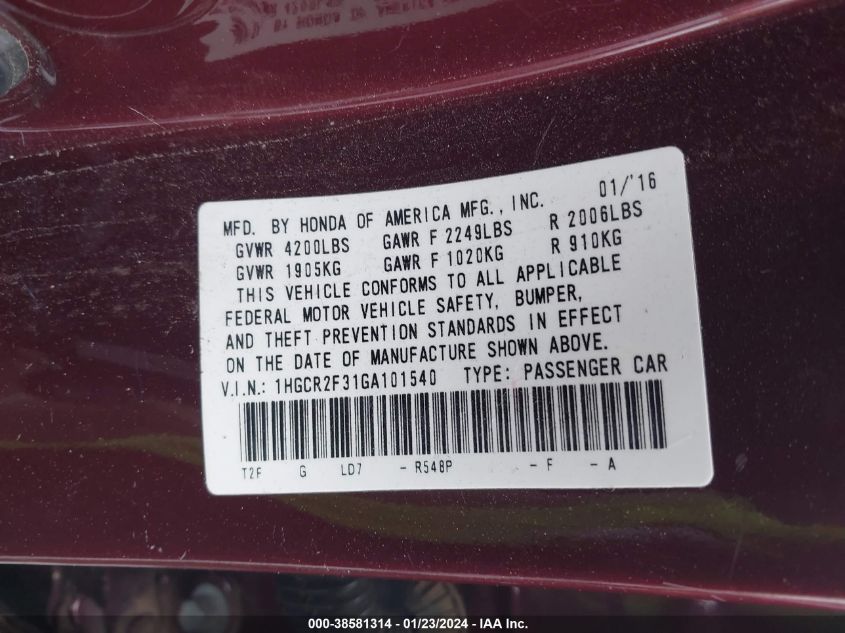 MFD. BY HONDA OF AMERICA MFG., INC. 01/'16
GVWR 4200LBS GAWR F 2249LBS R 2006LBS
GVWR 1905KG GAWR F 1020KG R 910KG
THIS VEHICLE CONFORMS TO ALL APPLICABLE
FEDERAL MOTOR VEHICLE SAFETY, BUMPER,
AND THEFT PREVENTION STANDARDS IN EFFECT
ON THE DATE OF MANUFACTURE SHOWN ABOVE.
V.I.N.: 1HGCR2F31GA101540 TYPE: PASSENGER CAR
T2F G LD7 - R548P - F - A
000-38581314 / 01/23/2024 - IAA Inc.